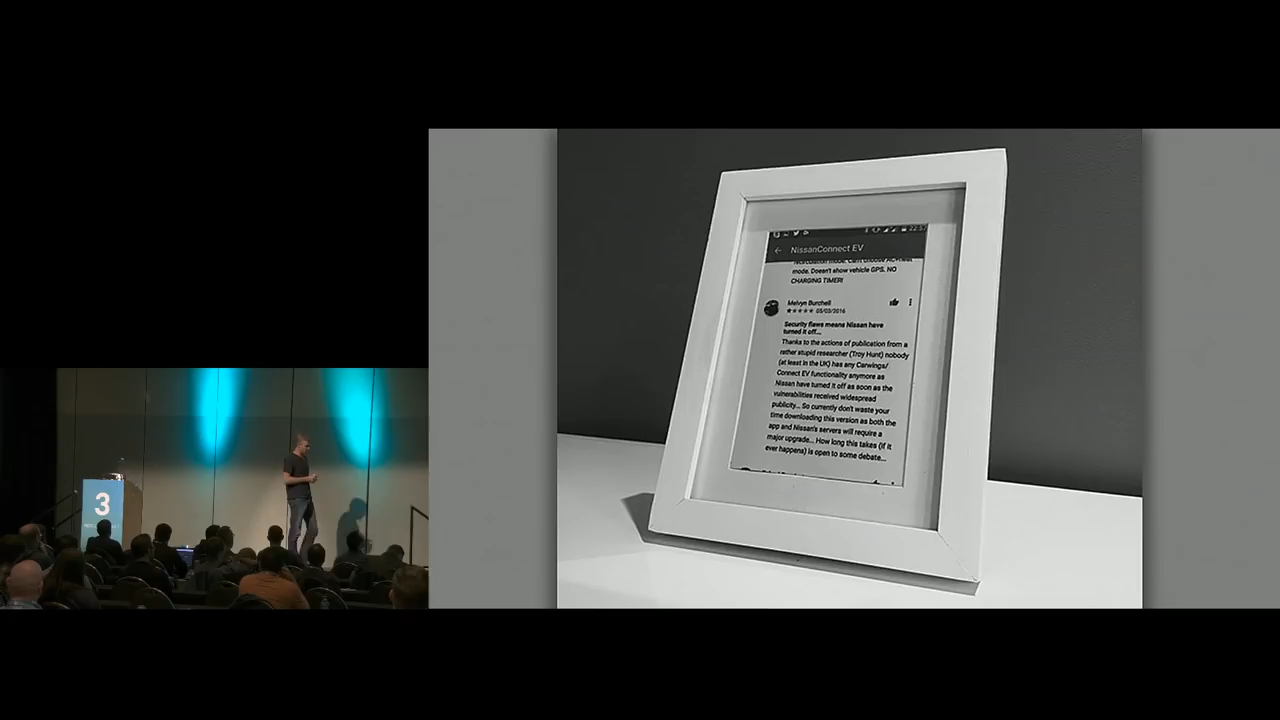 3
22:57
NissanConnect EV
mode. Doesn't show vehicle GPS. NO
CHARGING TIMER!
Melvyn Burchell
★★★★★ 05/03/2016
Security flaws means Nissan have
turned it off...
Thanks to the actions of publication from a
rather stupid researcher (Troy Hunt) nobody
(at least in the UK) has any Carwings/
Connect EV functionality anymore as
Nissan have turned it off as soon as the
vulnerabilities received widespread
publicity... So currently don't waste your
time downloading this version as both the
app and Nissan's servers will require a
major upgrade... How long this takes (if it
ever happens) is open to some debate...